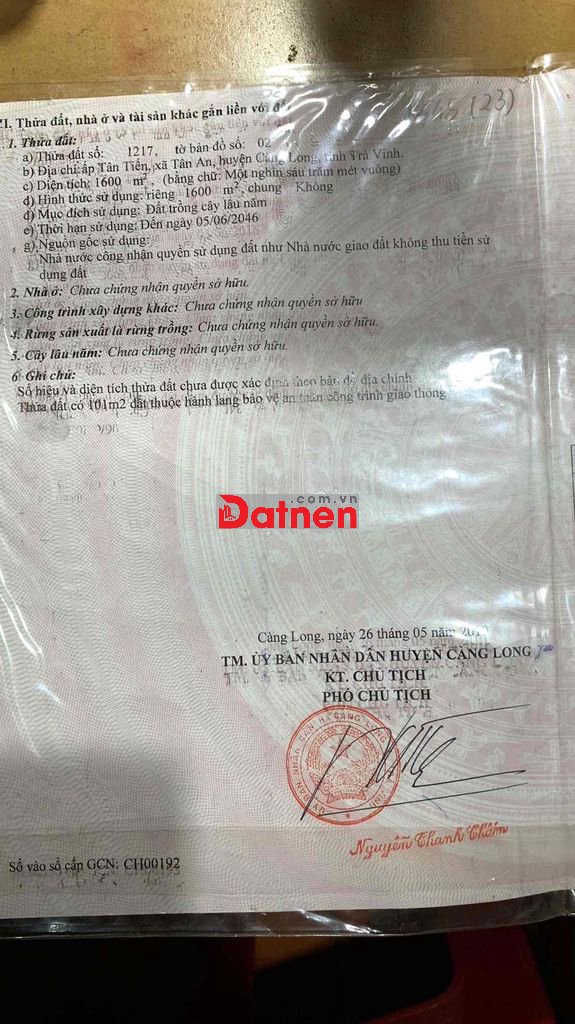 (23)
II. Thửa đất, nhà ở và tài sản khác gắn liền với đất
1. Thửa đất:
a) Thửa đất số: 1217, tờ bản đồ số: 02
b) Địa chỉ: ấp Tân Tiến, xã Tân An, huyện Càng Long, tỉnh Trà Vinh.
c) Diện tích: 1600 m², (bằng chữ: Một nghìn sáu trăm mét vuông)
d) Hình thức sử dụng: riêng 1600 m², chung Không
đ) Mục đích sử dụng: Đất trồng cây lâu năm
e) Thời hạn sử dụng: Đến ngày 05/06/2046
g) Nguồn gốc sử dụng:
Nhà nước công nhận quyền sử dụng đất như Nhà nước giao đất không thu tiền sử
dụng đất
2. Nhà ở: Chưa chứng nhận quyền sở hữu.
3. Công trình xây dựng khác: Chưa chứng nhận quyền sở hữu
4. Rừng sản xuất là rừng trồng: Chưa chứng nhận quyền sở hữu.
5. Cây lâu năm: Chưa chứng nhận quyền sở hữu.
6 Ghi chú:
Số hiệu và diện tích thửa đất chưa được xác định theo bản đồ địa chính
Thửa đất có 101m2 đất thuộc hành lang bảo vệ an toàn công trình giao thông
.com.vn
Datnen
Càng Long, ngày 26 tháng 05 năm
TM. ỦY BAN NHÂN DÂN HUYỆN CÀNG LONG
KT. CHỦ TỊCH
PHÓ CHỦ TỊCH
ỦY BAN NHÂN DÂN H. CÀNG LONG
Nguyễn Thanh Thẩm
Số vào sổ cấp GCN: CH00192